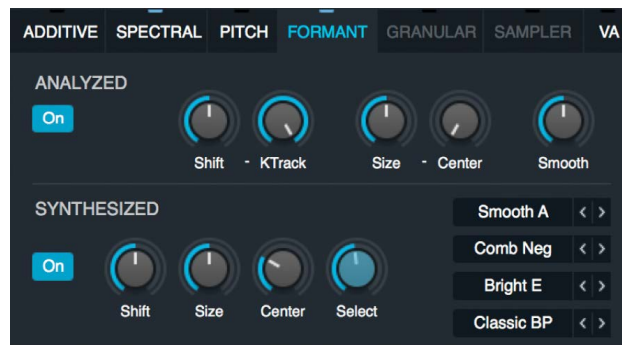 ADDITIVE SPECTRAL PITCH FORMANT GRANULAR SAMPLER VA
ANALYZED
On
Shift - KTrack Size - Center Smooth
SYNTHESIZED
On
Shift Size Center Select
Smooth A < >
Comb Neg < >
Bright E < >
Classic BP < >